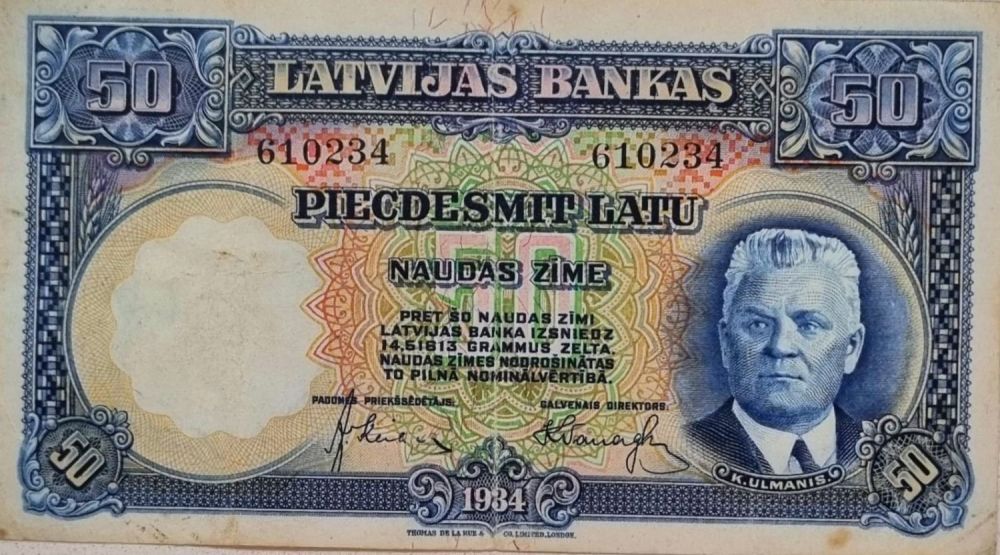 50 LATVIJAS BANKAS 50
610234 610234
PIECDESMIT LATU
50
NAUDAS ZĪME
PRET ŠO NAUDAS ZĪMI
LATVIJAS BANKA IZSNIEDZ
14,51613 GRAMMUS ZELTA.
NAUDAS ZĪMES NODROŠINĀTAS
TO PILNĀ NOMINĀLVĒRTĪBĀ.
PADOMES PRIEKŠSĒDĒTĀJS: GALVENAIS DIREKTORS:
K. ULMANIS.
50 1934 50
THOMAS DE LA RUE & CO. LIMITED, LONDON.